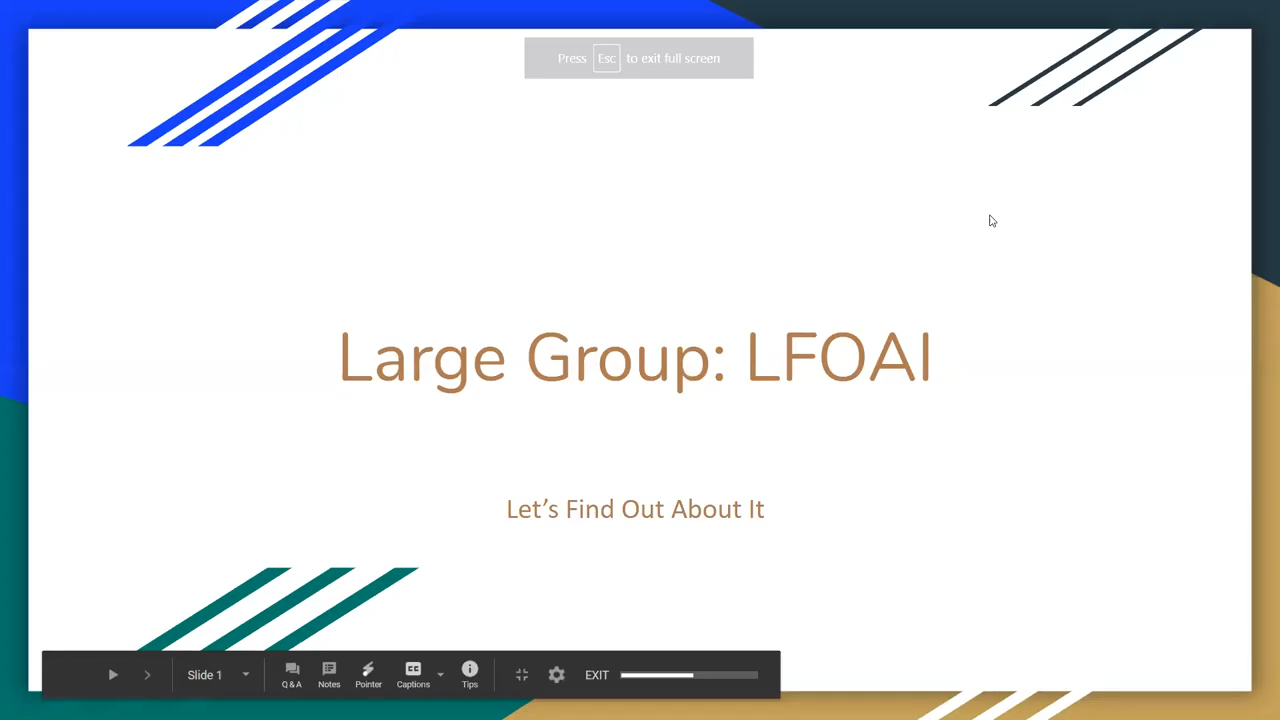 Press Esc to exit full screen
Large Group: LFOAI
Let's Find Out About It
Slide 1 Q & A Notes Pointer Captions Tips EXIT